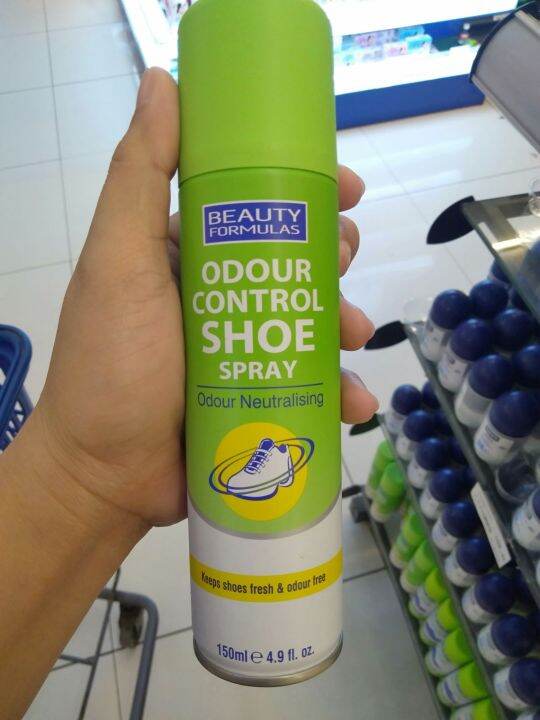 BEAUTY
FORMULAS
ODOUR
CONTROL
SHOE
SPRAY
Odour Neutralising
Keeps shoes fresh & odour free
150ml ℮ 4.9 fl. oz.